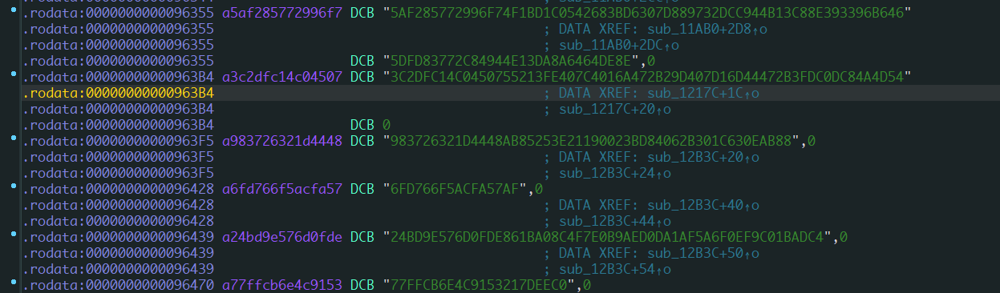 .rodata:0000000000096355 a5af285772996f7 DCB "5AF285772996F74F1BD1C0542683BD6307D889732DCC944B13C88E393396B646"
.rodata:0000000000096355 ; DATA XREF: sub_11AB0+2D8↑o
.rodata:0000000000096355 ; sub_11AB0+2DC↑o
.rodata:0000000000096355 DCB "5DFD83772C84944E13DA8A6464DE8E",0
.rodata:00000000000963B4 a3c2dfc14c04507 DCB "3C2DFC14C0450755213FE407C4016A472B29D407D16D44472B3FDC0DC84A4D54"
.rodata:00000000000963B4 ; DATA XREF: sub_1217C+1C↑o
.rodata:00000000000963B4 ; sub_1217C+20↑o
.rodata:00000000000963B4 DCB 0
.rodata:00000000000963F5 a983726321d4448 DCB "983726321D4448AB85253E21190023BD84062B301C630EAB88",0
.rodata:00000000000963F5 ; DATA XREF: sub_12B3C+20↑o
.rodata:00000000000963F5 ; sub_12B3C+24↑o
.rodata:0000000000096428 a6fd766f5acfa57 DCB "6FD766F5ACFA57AF",0
.rodata:0000000000096428 ; DATA XREF: sub_12B3C+40↑o
.rodata:0000000000096428 ; sub_12B3C+44↑o
.rodata:0000000000096439 a24bd9e576d0fde DCB "24BD9E576D0FDE861BA08C4F7E0B9AED0DA1AF5A6F0EF9C01BADC4",0
.rodata:0000000000096439 ; DATA XREF: sub_12B3C+50↑o
.rodata:0000000000096439 ; sub_12B3C+54↑o
.rodata:0000000000096470 a77ffcb6e4c9153 DCB "77FFCB6E4C9153217DEEC0",0